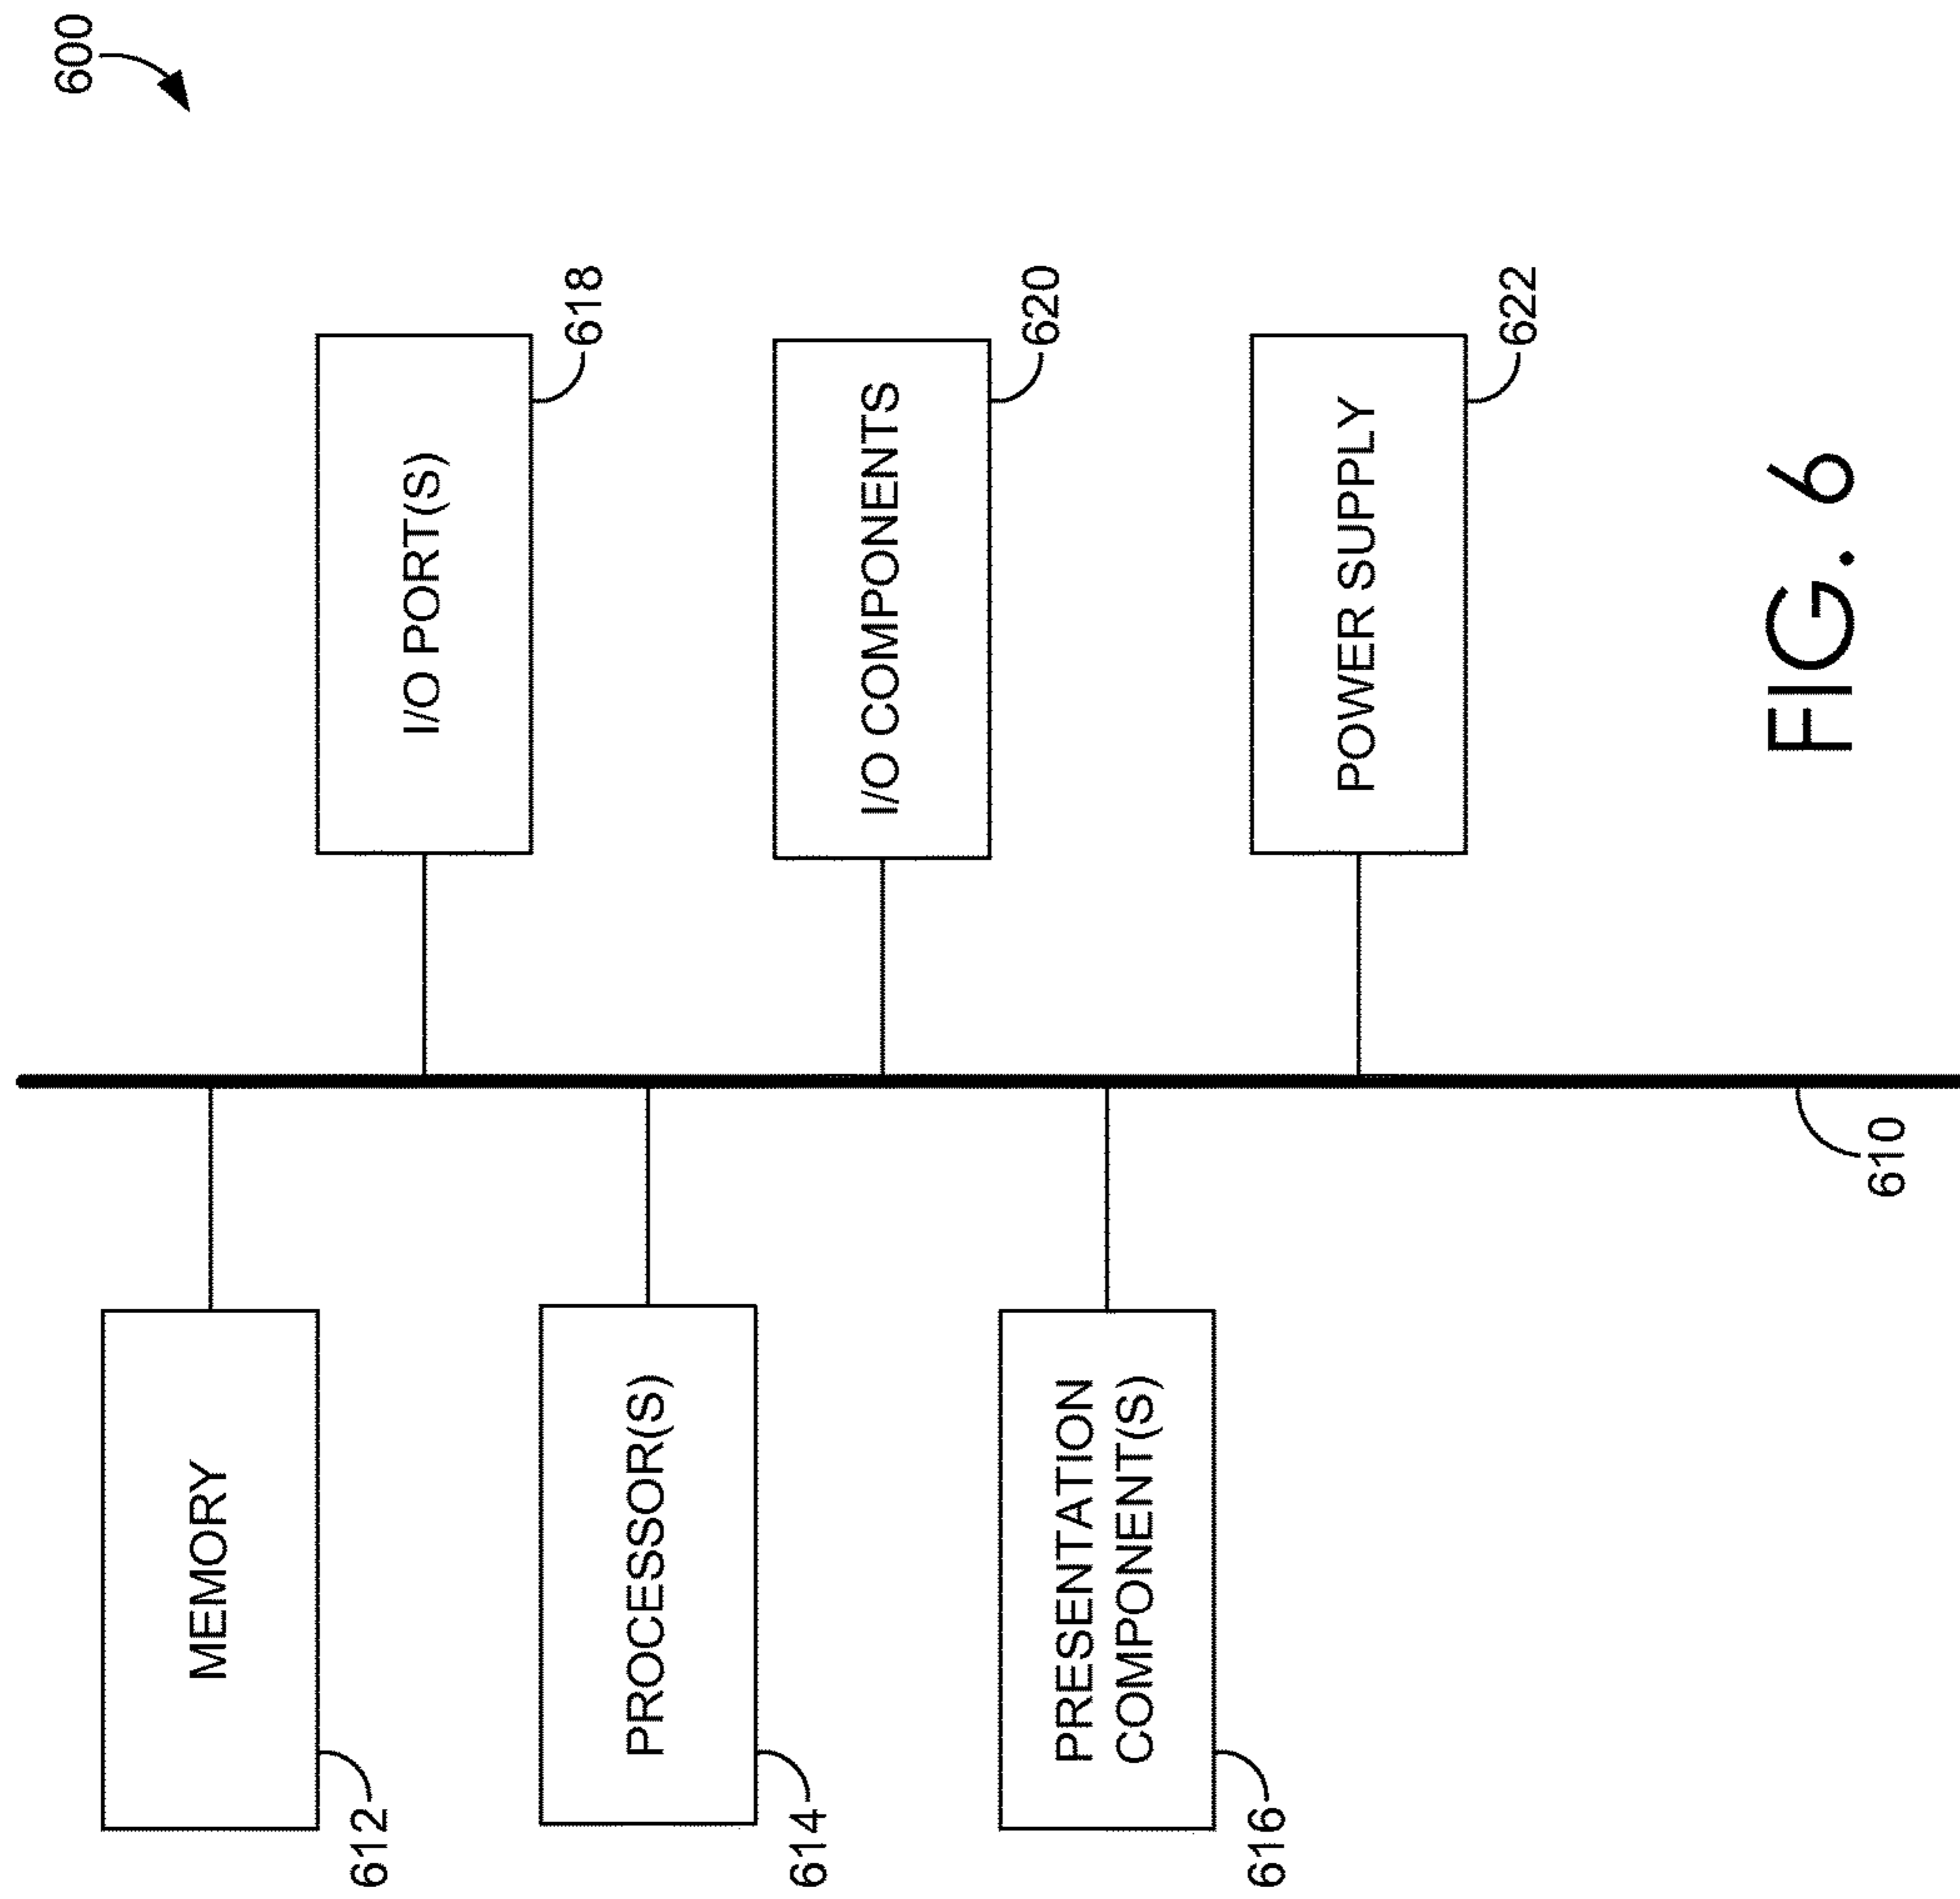 600
MEMORY
612
PROCESSOR(S)
614
PRESENTATION
COMPONENT(S)
616
I/O PORT(S)
618
I/O COMPONENTS
620
POWER SUPPLY
622
610
FIG. 6